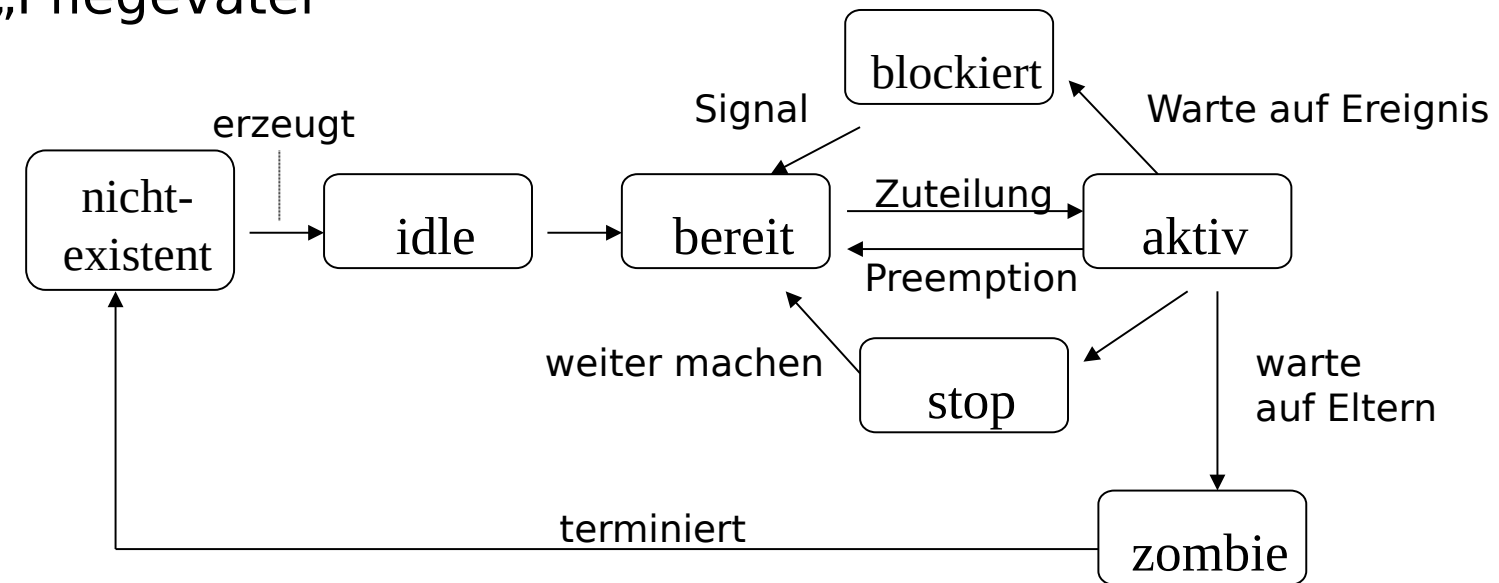 „Pflegevater
blockiert
Signal
Warte auf Ereignis
erzeugt
nicht-
existent
idle
bereit
Zuteilung
aktiv
Preemption
weiter machen
stop
warte
auf Eltern
terminiert
zombie